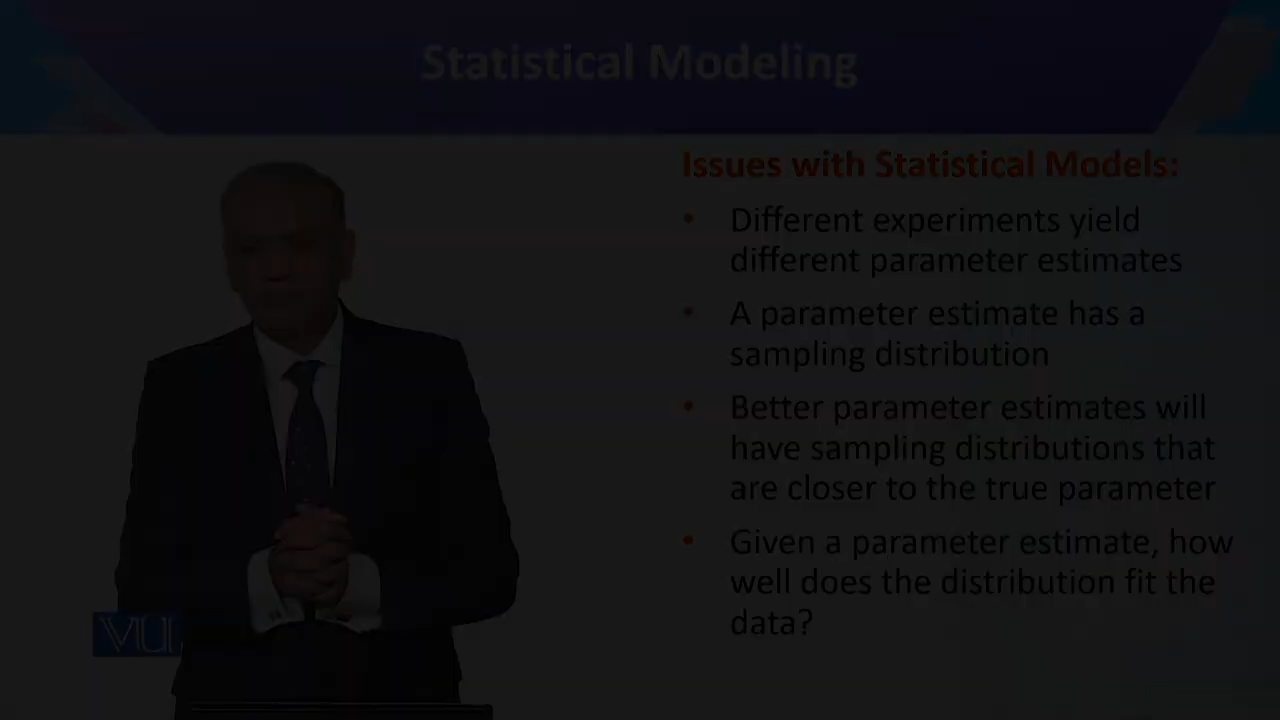 Statistical Modeling
Issues with Statistical Models:
• Different experiments yield
different parameter estimates
• A parameter estimate has a
sampling distribution
• Better parameter estimates will
have sampling distributions that
are closer to the true parameter
• Given a parameter estimate, how
well does the distribution fit the
data?
VU